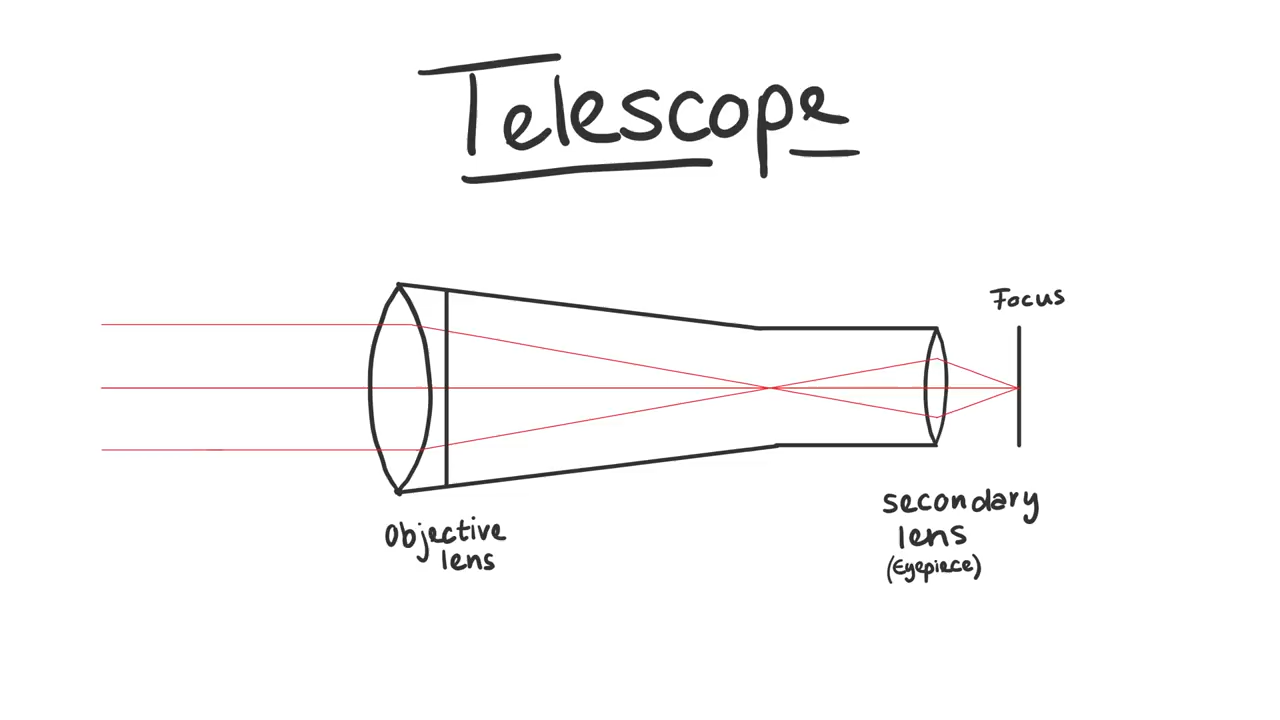 Telescope
Focus
Objective
lens
secondary
lens
(Eyepiece)